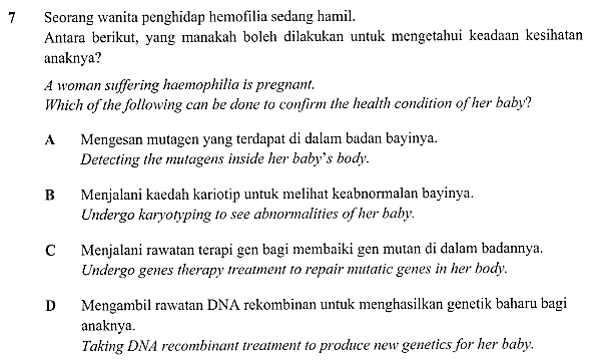 7 Seorang wanita penghidap hemofilia sedang hamil.
Antara berikut, yang manakah boleh dilakukan untuk mengetahui keadaan kesihatan
anaknya?
A woman suffering haemophilia is pregnant.
Which of the following can be done to confirm the health condition of her baby?
A Mengesan mutagen yang terdapat di dalam badan bayinya.
Detecting the mutagens inside her baby's body.
B Menjalani kaedah kariotip untuk melihat keabnormalan bayinya.
Undergo karyotyping to see abnormalities of her baby.
C Menjalani rawatan terapi gen bagi membaiki gen mutan di dalam badannya.
Undergo genes therapy treatment to repair mutatic genes in her body.
D Mengambil rawatan DNA rekombinan untuk menghasilkan genetik baharu bagi
anaknya.
Taking DNA recombinant treatment to produce new genetics for her baby.